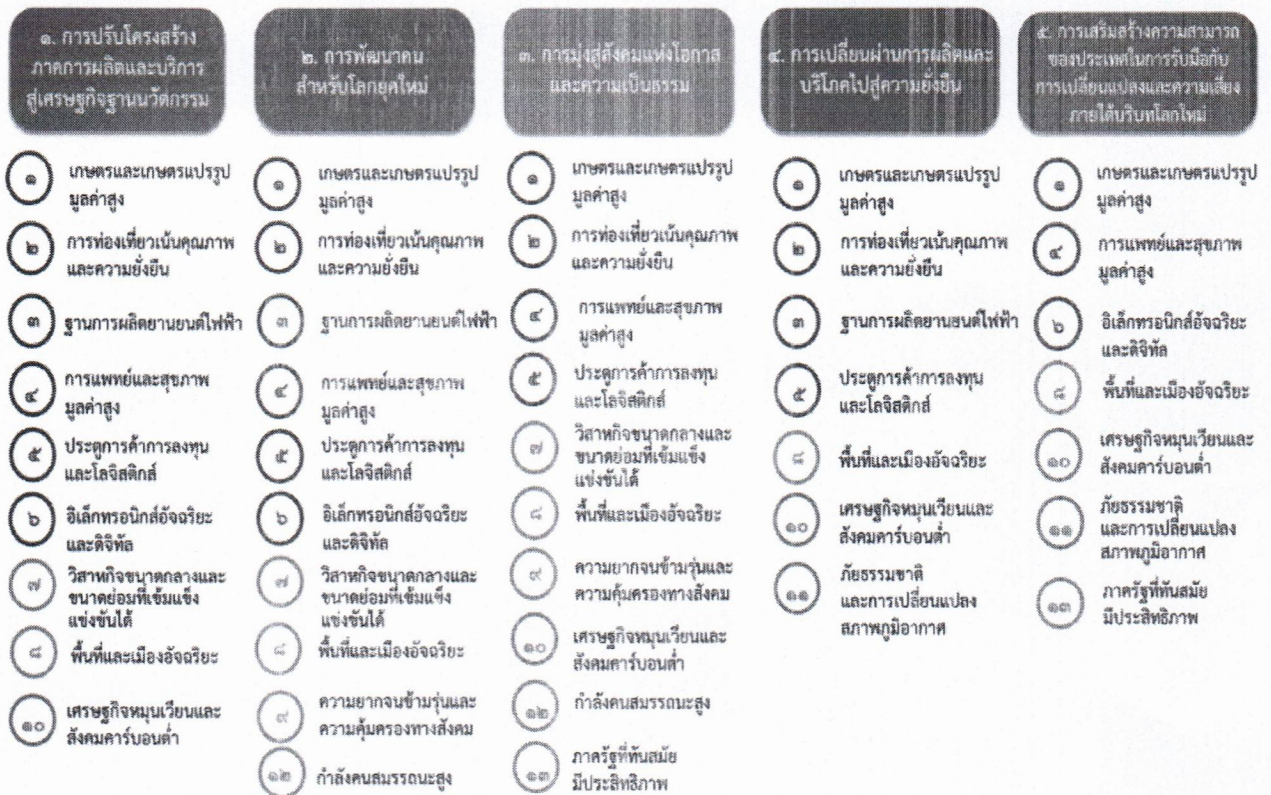 ๑. การปรับโครงสร้าง
ภาคการผลิตและบริการ
สู่เศรษฐกิจฐานนวัตกรรม
๑ เกษตรและเกษตรแปรรูป
มูลค่าสูง
๒ การท่องเที่ยวเน้นคุณภาพ
และความยั่งยืน
๓ ฐานการผลิตยานยนต์ไฟฟ้า
๔ การแพทย์และสุขภาพ
มูลค่าสูง
๕ ประตูการค้าการลงทุน
และโลจิสติกส์
๖ อิเล็กทรอนิกส์อัจฉริยะ
และดิจิทัล
๗ วิสาหกิจขนาดกลางและ
ขนาดย่อมที่เข้มแข็ง
แข่งขันได้
๘ พื้นที่และเมืองอัจฉริยะ
๑๐ เศรษฐกิจหมุนเวียนและ
สังคมคาร์บอนต่ำ
๒. การพัฒนาคน
สำหรับโลกยุคใหม่
๑ เกษตรและเกษตรแปรรูป
มูลค่าสูง
๒ การท่องเที่ยวเน้นคุณภาพ
และความยั่งยืน
๓ ฐานการผลิตยานยนต์ไฟฟ้า
๔ การแพทย์และสุขภาพ
มูลค่าสูง
๕ ประตูการค้าการลงทุน
และโลจิสติกส์
๖ อิเล็กทรอนิกส์อัจฉริยะ
และดิจิทัล
๗ วิสาหกิจขนาดกลางและ
ขนาดย่อมที่เข้มแข็ง
แข่งขันได้
๘ พื้นที่และเมืองอัจฉริยะ
๙ ความยากจนข้ามรุ่นและ
ความคุ้มครองทางสังคม
๑๒ กำลังคนสมรรถนะสูง
๓. การมุ่งสู่สังคมแห่งโอกาส
และความเป็นธรรม
๑ เกษตรและเกษตรแปรรูป
มูลค่าสูง
๒ การท่องเที่ยวเน้นคุณภาพ
และความยั่งยืน
๔ การแพทย์และสุขภาพ
มูลค่าสูง
๕ ประตูการค้าการลงทุน
และโลจิสติกส์
๗ วิสาหกิจขนาดกลางและ
ขนาดย่อมที่เข้มแข็ง
แข่งขันได้
๘ พื้นที่และเมืองอัจฉริยะ
๙ ความยากจนข้ามรุ่นและ
ความคุ้มครองทางสังคม
๑๐ เศรษฐกิจหมุนเวียนและ
สังคมคาร์บอนต่ำ
๑๒ กำลังคนสมรรถนะสูง
๑๓ ภาครัฐที่ทันสมัย
มีประสิทธิภาพ
๔. การเปลี่ยนผ่านการผลิตและ
บริโภคไปสู่ความยั่งยืน
๑ เกษตรและเกษตรแปรรูป
มูลค่าสูง
๒ การท่องเที่ยวเน้นคุณภาพ
และความยั่งยืน
๓ ฐานการผลิตยานยนต์ไฟฟ้า
๕ ประตูการค้าการลงทุน
และโลจิสติกส์
๘ พื้นที่และเมืองอัจฉริยะ
๑๐ เศรษฐกิจหมุนเวียนและ
สังคมคาร์บอนต่ำ
๑๑ ภัยธรรมชาติ
และการเปลี่ยนแปลง
สภาพภูมิอากาศ
๕. การเสริมสร้างความสามารถ
ของประเทศในการรับมือกับ
การเปลี่ยนแปลงและความเสี่ยง
ภายใต้บริบทโลกใหม่
๑ เกษตรและเกษตรแปรรูป
มูลค่าสูง
๔ การแพทย์และสุขภาพ
มูลค่าสูง
๖ อิเล็กทรอนิกส์อัจฉริยะ
และดิจิทัล
๘ พื้นที่และเมืองอัจฉริยะ
๑๐ เศรษฐกิจหมุนเวียนและ
สังคมคาร์บอนต่ำ
๑๑ ภัยธรรมชาติ
และการเปลี่ยนแปลง
สภาพภูมิอากาศ
๑๓ ภาครัฐที่ทันสมัย
มีประสิทธิภาพ